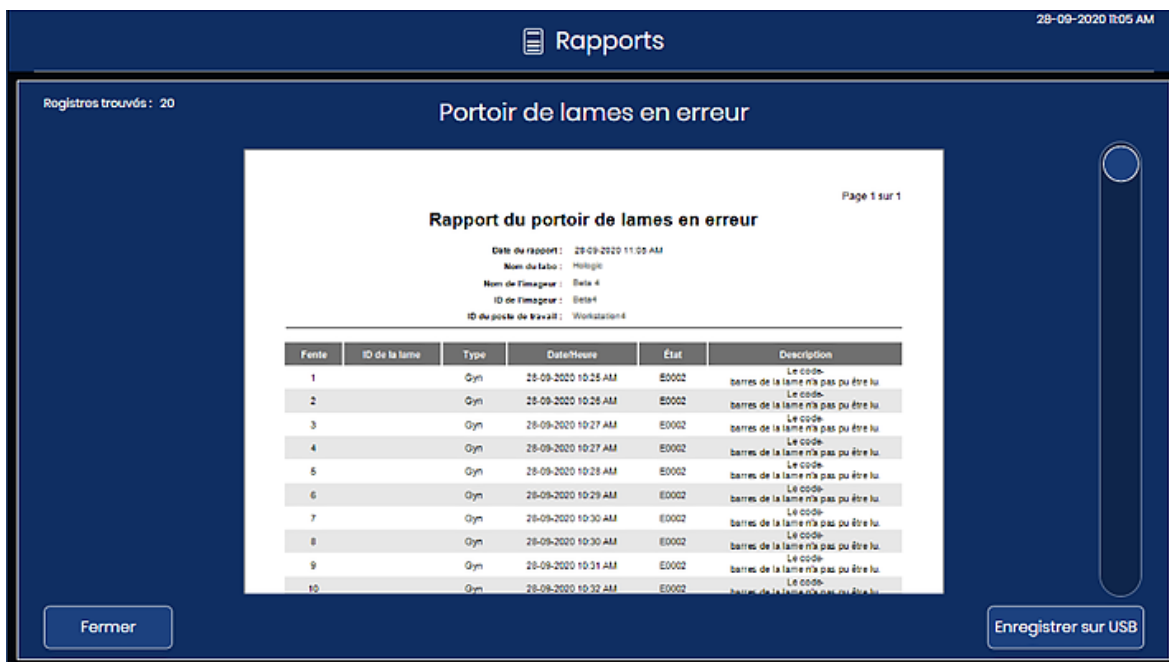 28-09-2020 11:05 AM
Rapports
Registros trouvés : 20
Portoir de lames en erreur
Page 1 sur 1
Rapport du portoir de lames en erreur
Date du rapport : 28-09-2020 11:05 AM
Nom du labo : Hologic
Nom de l'imageur : Beta 4
ID de l'imageur : Beta4
ID du poste de travail : Workstation4
Fente ID de la lame Type Date/Heure État Description
1 Gyn 28-09-2020 10:25 AM E0002 Le code-
barres de la lame n'a pas pu être lu.
2 Gyn 28-09-2020 10:26 AM E0002 Le code-
barres de la lame n'a pas pu être lu.
3 Gyn 28-09-2020 10:27 AM E0002 Le code-
barres de la lame n'a pas pu être lu.
4 Gyn 28-09-2020 10:27 AM E0002 Le code-
barres de la lame n'a pas pu être lu.
5 Gyn 28-09-2020 10:28 AM E0002 Le code-
barres de la lame n'a pas pu être lu.
6 Gyn 28-09-2020 10:29 AM E0002 Le code-
barres de la lame n'a pas pu être lu.
7 Gyn 28-09-2020 10:30 AM E0002 Le code-
barres de la lame n'a pas pu être lu.
8 Gyn 28-09-2020 10:30 AM E0002 Le code-
barres de la lame n'a pas pu être lu.
9 Gyn 28-09-2020 10:31 AM E0002 Le code-
barres de la lame n'a pas pu être lu.
10 Gyn 28-09-2020 10:32 AM E0002 Le code-
barres de la lame n'a pas pu être lu.
Fermer
Enregistrer sur USB